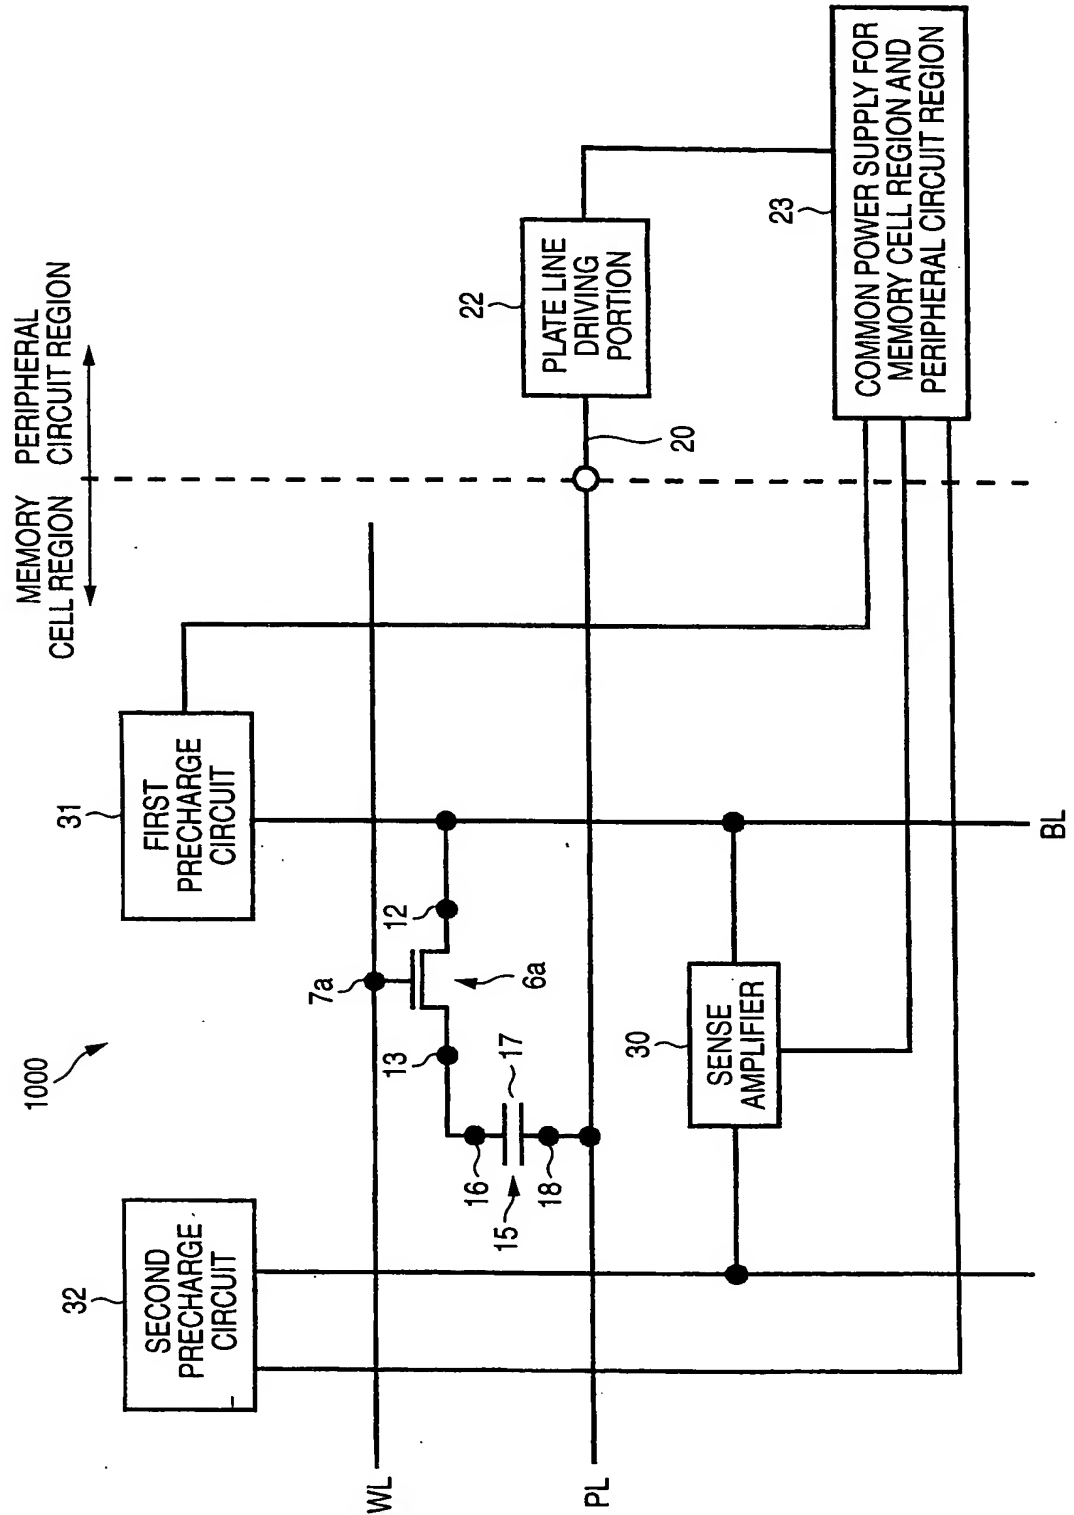 1000
MEMORY
CELL REGION
PERIPHERAL
CIRCUIT REGION
32
SECOND
PRECHARGE
CIRCUIT
31
FIRST
PRECHARGE
CIRCUIT
WL
7a
13
12
6a
16
17
15
18
PL
20
22
PLATE LINE
DRIVING
PORTION
30
SENSE
AMPLIFIER
23
COMMON POWER SUPPLY FOR
MEMORY CELL REGION AND
PERIPHERAL CIRCUIT REGION
BL